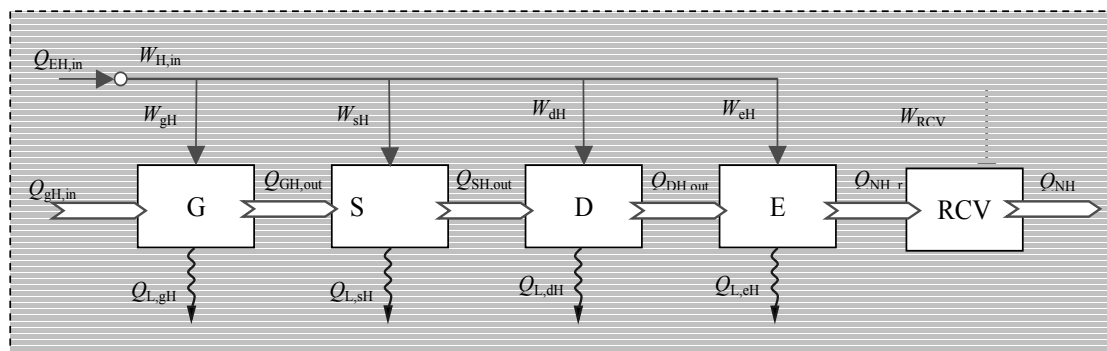 Q_EH,in
W_H,in
W_gH
W_sH
W_dH
W_eH
W_RCV
Q_gH,in
G
Q_GH,out
S
Q_SH,out
D
Q_DH,out
E
Q_NH_r
RCV
Q_NH
Q_L,gH
Q_L,sH
Q_L,dH
Q_L,eH